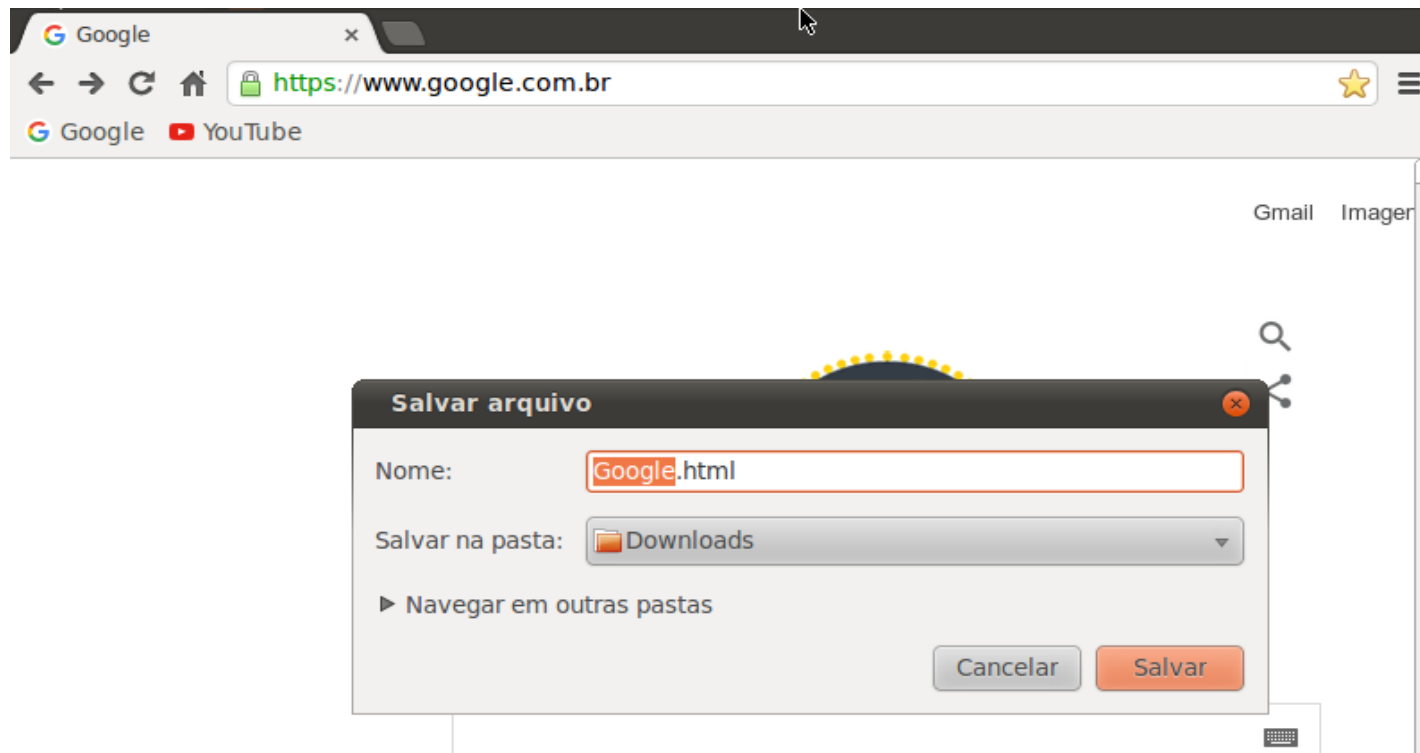 Google
https://www.google.com.br
Google YouTube
Gmail Imager
Salvar arquivo
Nome: Google.html
Salvar na pasta: Downloads
Navegar em outras pastas
Cancelar Salvar